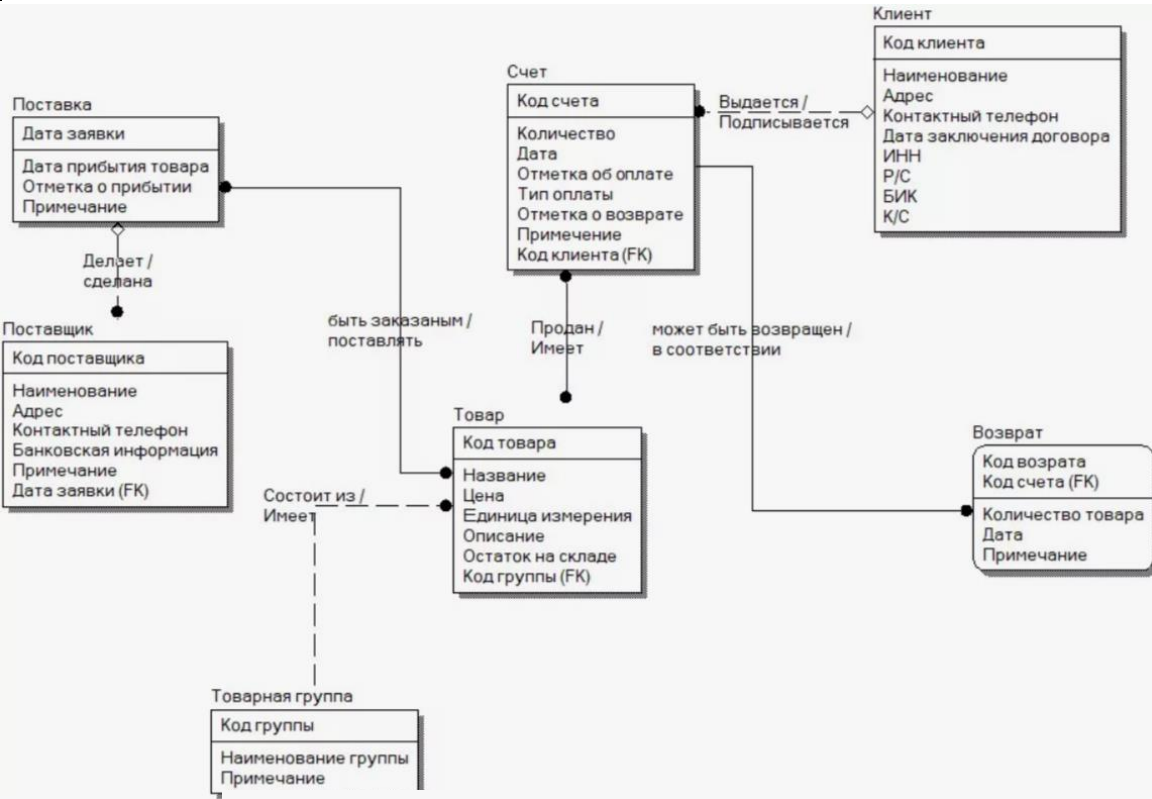 Клиент
Код клиента
Наименование
Адрес
Контактный телефон
Дата заключения договора
ИНН
Р/С
БИК
К/С
Счет
Код счета
Количество
Дата
Отметка об оплате
Тип оплаты
Отметка о возврате
Примечение
Код клиента (FK)
Выдается /
Подписывается
Поставка
Дата заявки
Дата прибытия товара
Отметка о прибытии
Примечание
Делает /
сделана
Поставщик
Код поставщика
Наименование
Адрес
Контактный телефон
Банковская информация
Примечание
Дата заявки (FK)
быть заказаным /
поставлять
Продан /
Имеет
может быть возвращен /
в соответствии
Товар
Код товара
Название
Цена
Единица измерения
Описание
Остаток на складе
Код группы (FK)
Состоит из /
Имеет
Возврат
Код возрата
Код счета (FK)
Количество товара
Дата
Примечание
Товарная группа
Код группы
Наименование группы
Примечание